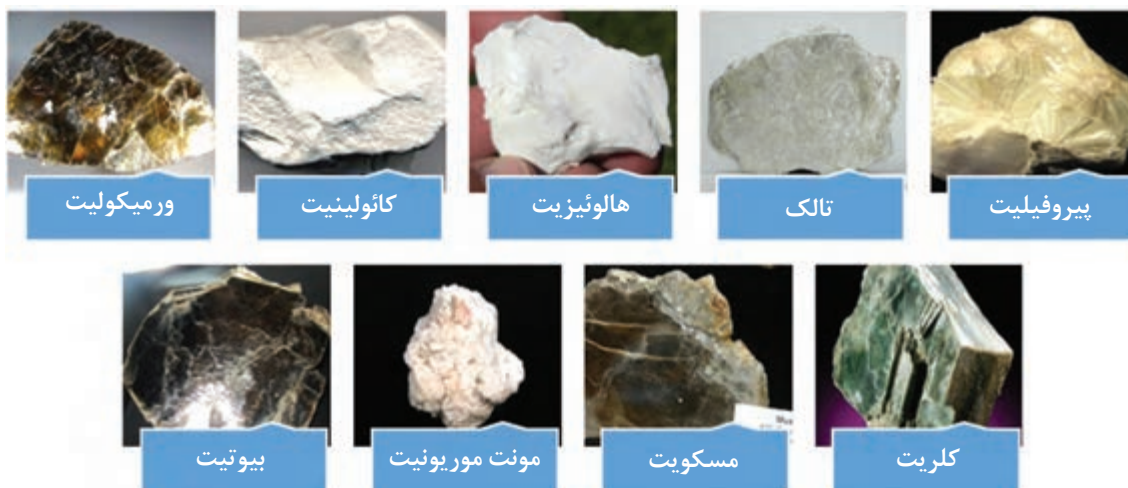 پیروفیلیت
تالک
هالوئیزیت
کائولینیت
ورمیکولیت
کلریت
مسکویت
مونت موریونیت
بیوتیت